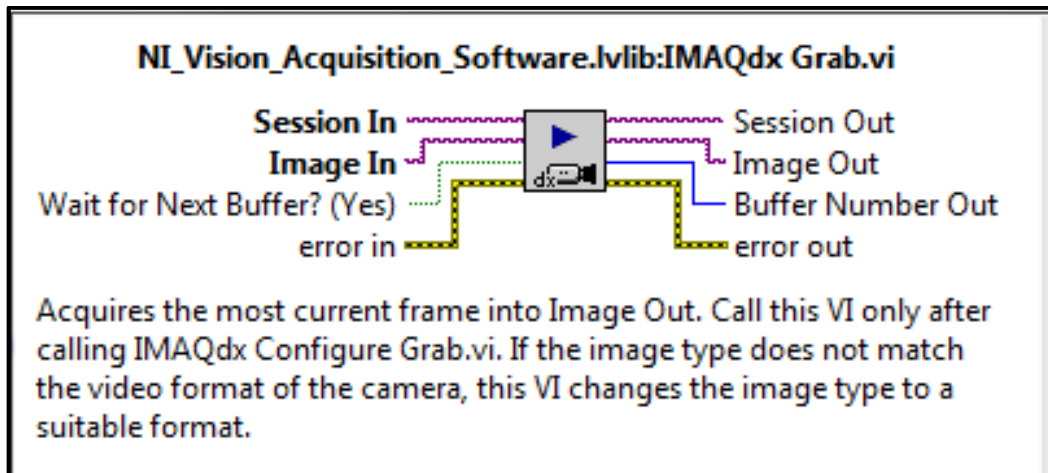 NI_Vision_Acquisition_Software.lvlib:IMAQdx Grab.vi
Session In
Session Out
Image In
Image Out
Wait for Next Buffer? (Yes)
Buffer Number Out
error in
error out
dx
Acquires the most current frame into Image Out. Call this VI only after
calling IMAQdx Configure Grab.vi. If the image type does not match
the video format of the camera, this VI changes the image type to a
suitable format.